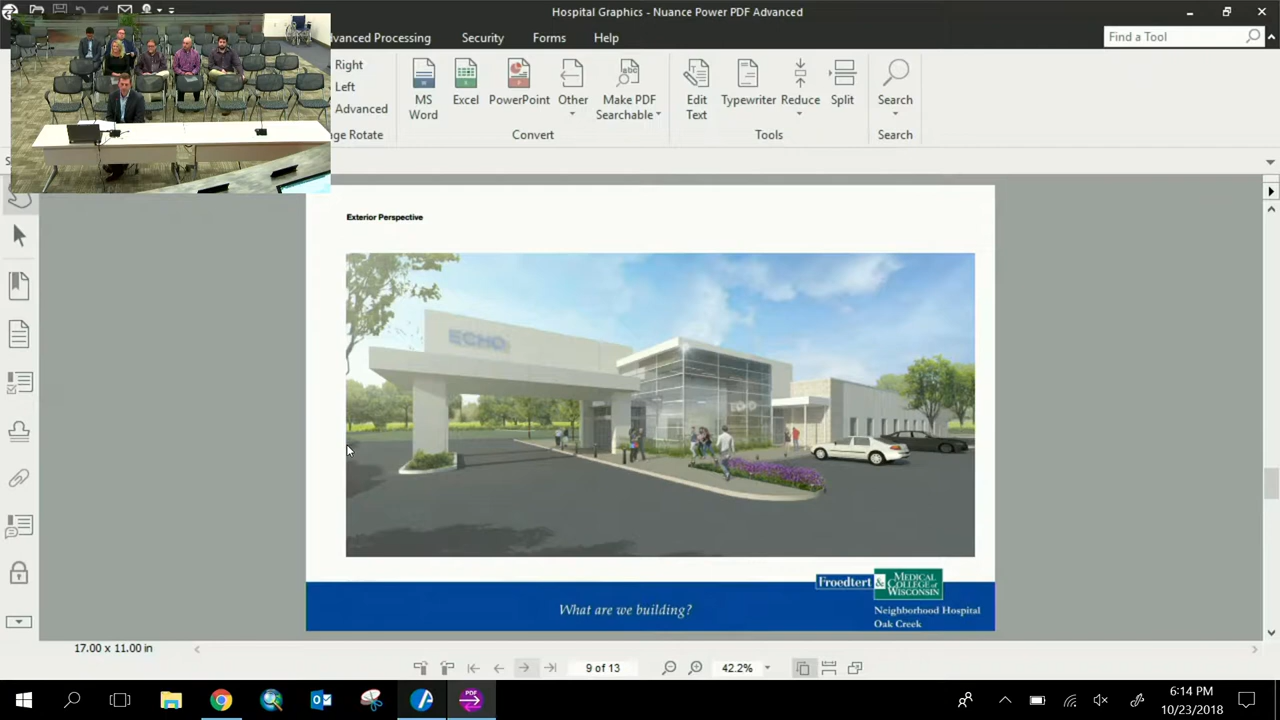 Hospital Graphics - Nuance Power PDF Advanced
Advanced Processing Security Forms Help
Find a Tool
Right
Left
Advanced
MS Word
Excel
PowerPoint
Other
Make PDF Searchable
Edit Text
Typewriter
Reduce
Split
Search
Convert
Tools
Search
Exterior Perspective
ECHO
What are we building?
Froedtert & MEDICAL COLLEGE of WISCONSIN
Neighborhood Hospital
Oak Creek
17.00 x 11.00 in
9 of 13
42.2%
PDF
6:14 PM
10/23/2018